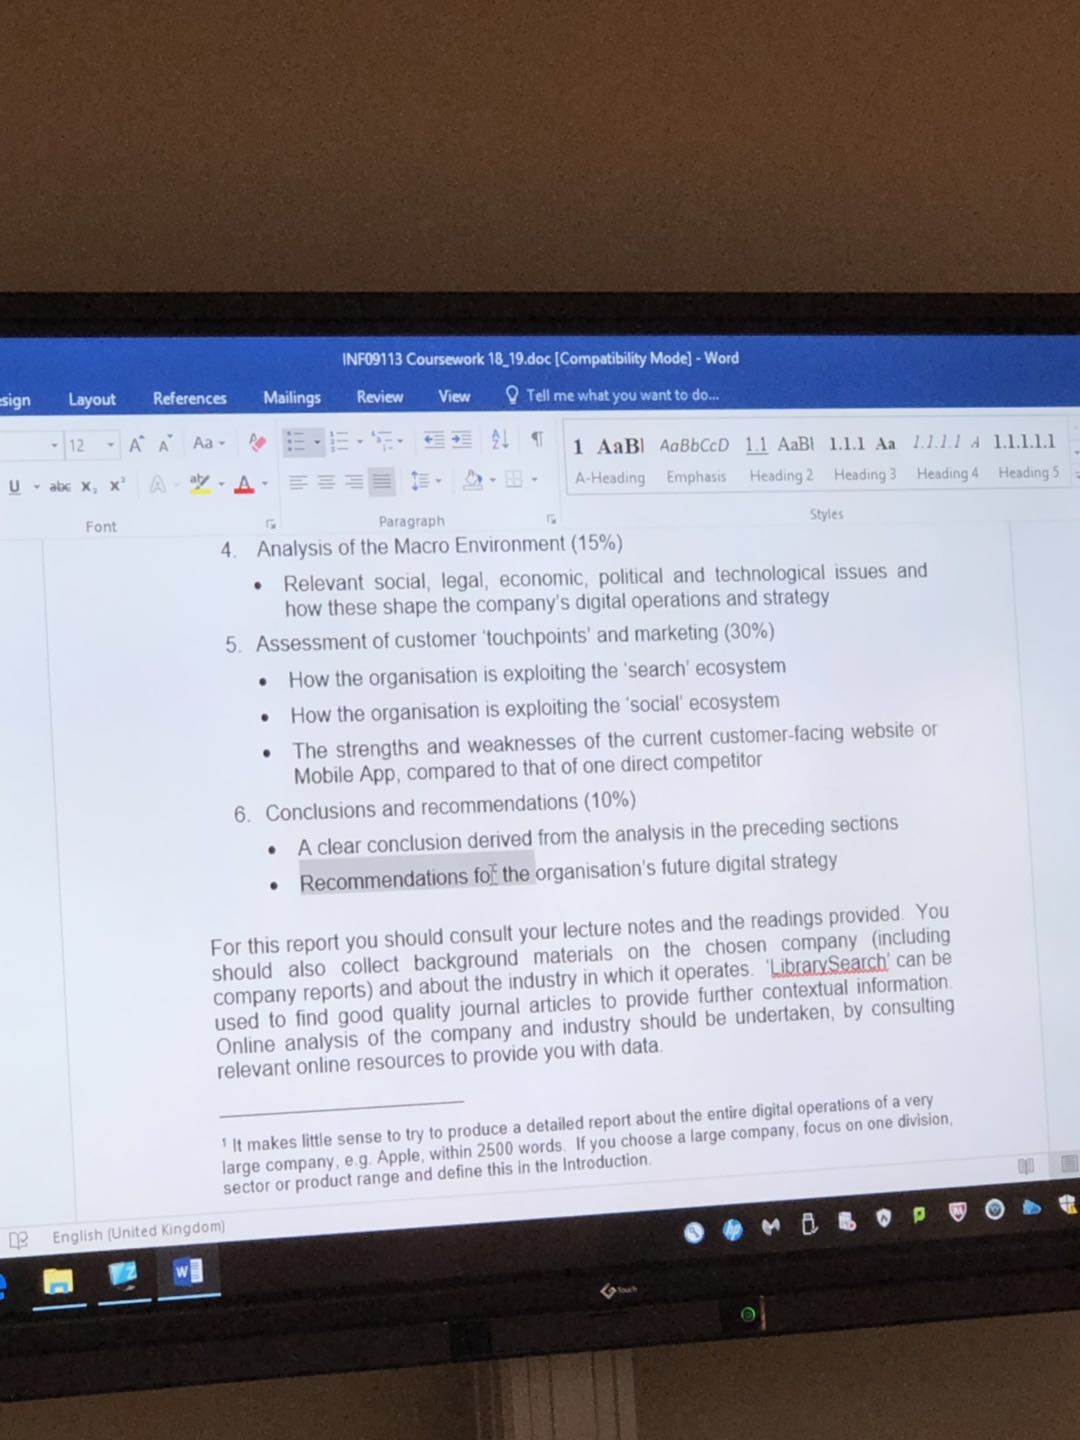 INF09113 Coursework 18_19.doc [Compatibility Mode] - Word
sign Layout References Mailings Review View Tell me what you want to do...
12 Aa
1 AaBl AaBbCcD 1.1 AaBl 1.1.1 Aa 1.1.1.1 A 1.1.1.1.1
U abc X₂ X² A aby A
A-Heading Emphasis Heading 2 Heading 3 Heading 4 Heading 5
Font Paragraph Styles
4. Analysis of the Macro Environment (15%)
• Relevant social, legal, economic, political and technological issues and
how these shape the company's digital operations and strategy
5. Assessment of customer 'touchpoints' and marketing (30%)
• How the organisation is exploiting the 'search' ecosystem
• How the organisation is exploiting the 'social' ecosystem
• The strengths and weaknesses of the current customer-facing website or
Mobile App, compared to that of one direct competitor
6. Conclusions and recommendations (10%)
• A clear conclusion derived from the analysis in the preceding sections
• Recommendations for the organisation's future digital strategy
For this report you should consult your lecture notes and the readings provided. You
should also collect background materials on the chosen company (including
company reports) and about the industry in which it operates. 'LibrarySearch' can be
used to find good quality journal articles to provide further contextual information.
Online analysis of the company and industry should be undertaken, by consulting
relevant online resources to provide you with data.
1 It makes little sense to try to produce a detailed report about the entire digital operations of a very
large company, e.g. Apple, within 2500 words. If you choose a large company, focus on one division,
sector or product range and define this in the Introduction.
English (United Kingdom)
hp
W
Touch